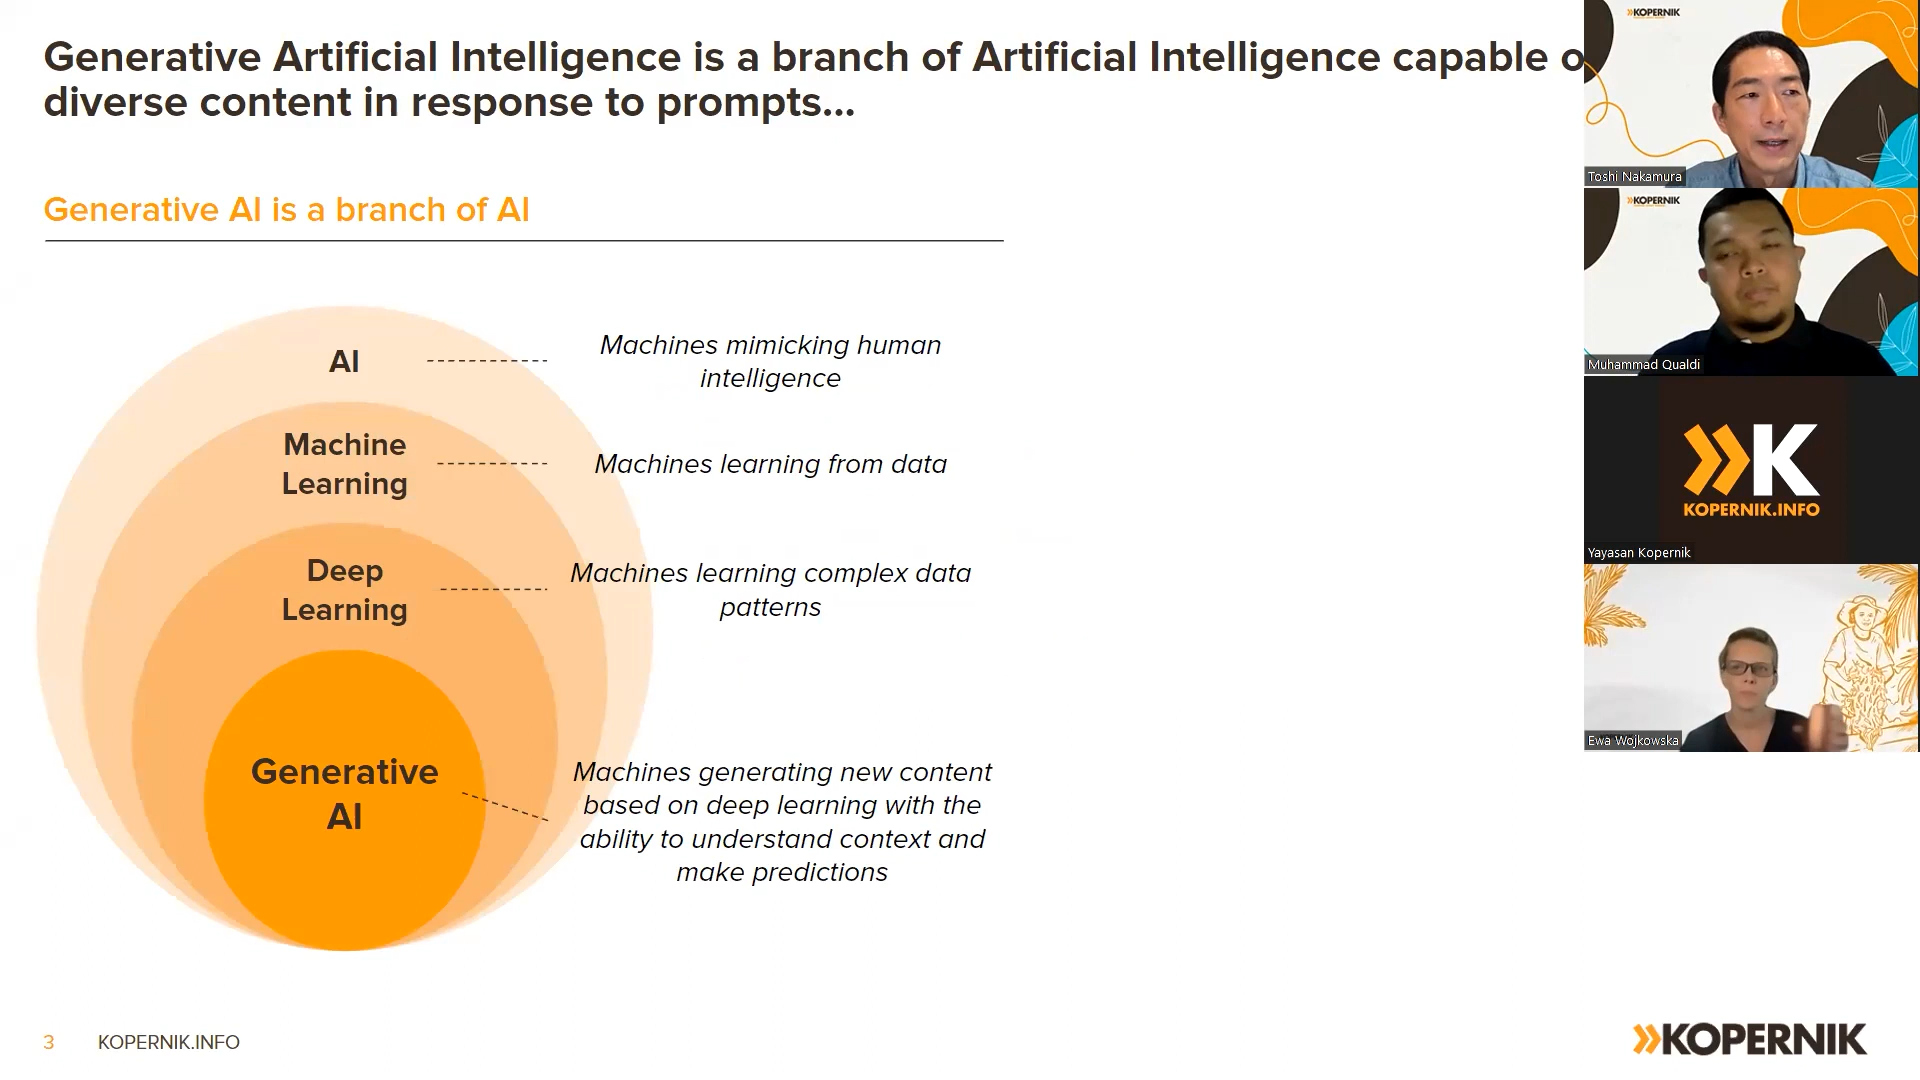 Generative Artificial Intelligence is a branch of Artificial Intelligence capable o
diverse content in response to prompts...
Generative AI is a branch of AI
AI
Machines mimicking human
intelligence
Machine
Learning
Machines learning from data
Deep
Learning
Machines learning complex data
patterns
Generative
AI
Machines generating new content
based on deep learning with the
ability to understand context and
make predictions
3
KOPERNIK.INFO
KOPERNIK
KOPERNIK
Toshi Nakamura
KOPERNIK
Muhammad Qualdi
K
KOPERNIK.INFO
Yayasan Kopernik
Ewa Wojkowska